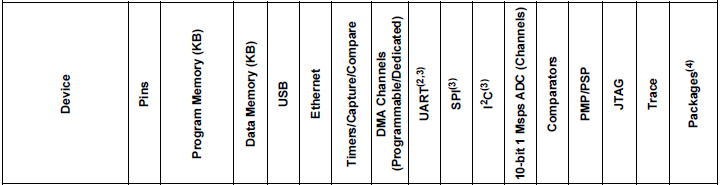 Device
Pins
Program Memory (KB)
Data Memory (KB)
USB
Ethernet
Timers/Capture/Compare
DMA Channels
(Programmable/Dedicated)
UART(2,3)
SPI(3)
I2C(3)
10-bit 1 Msps ADC (Channels)
Comparators
PMP/PSP
JTAG
Trace
Packages(4)